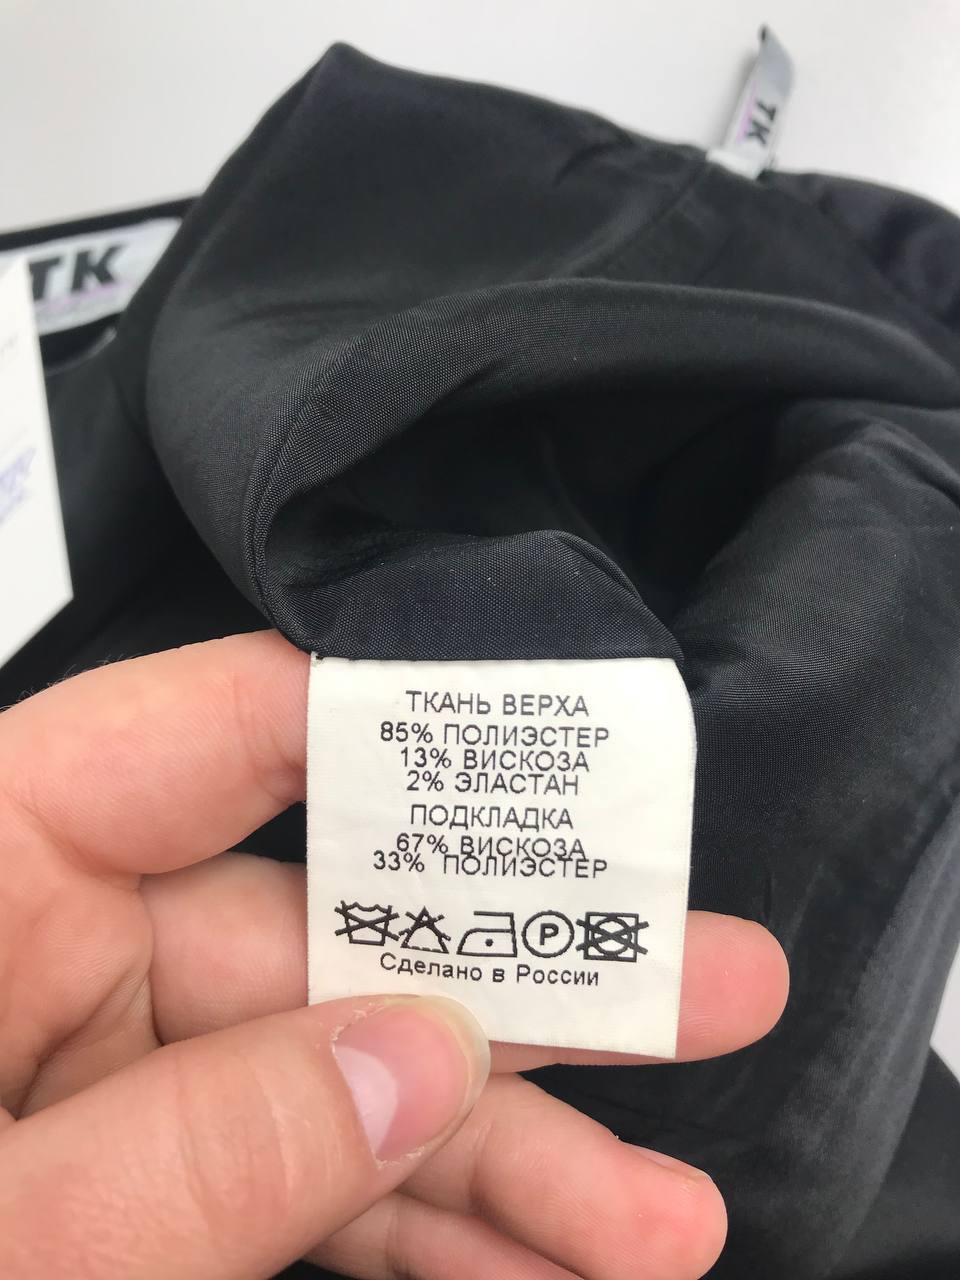 TK
TK
ТКАНЬ ВЕРХА
85% ПОЛИЭСТЕР
13% ВИСКОЗА
2% ЭЛАСТАН
ПОДКЛАДКА
67% ВИСКОЗА
33% ПОЛИЭСТЕР
P
Сделано в России